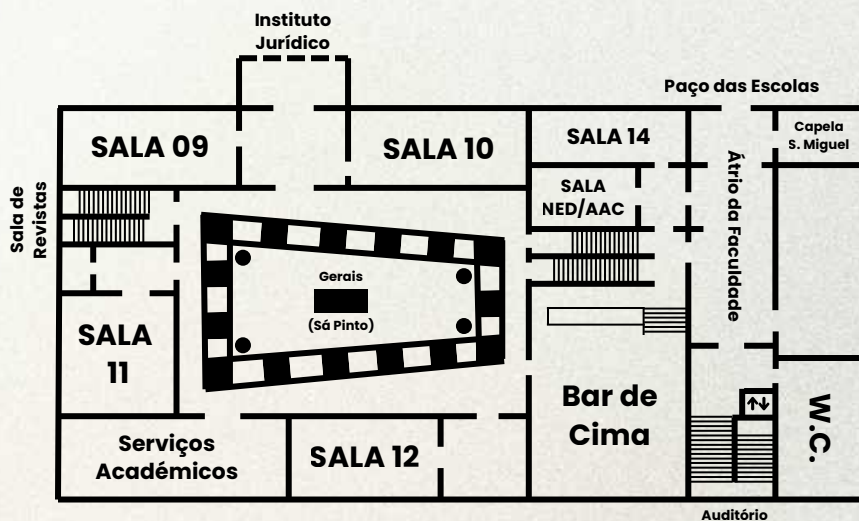 Instituto
Jurídico
Paço das Escolas
SALA 09
SALA 10
SALA 14
Capela
S. Miguel
Sala de
Revistas
SALA
NED/AAC
Átrio da Faculdade
Gerais
(Sá Pinto)
SALA
11
Bar de
Cima
W.C.
Serviços
Académicos
SALA 12
Auditório